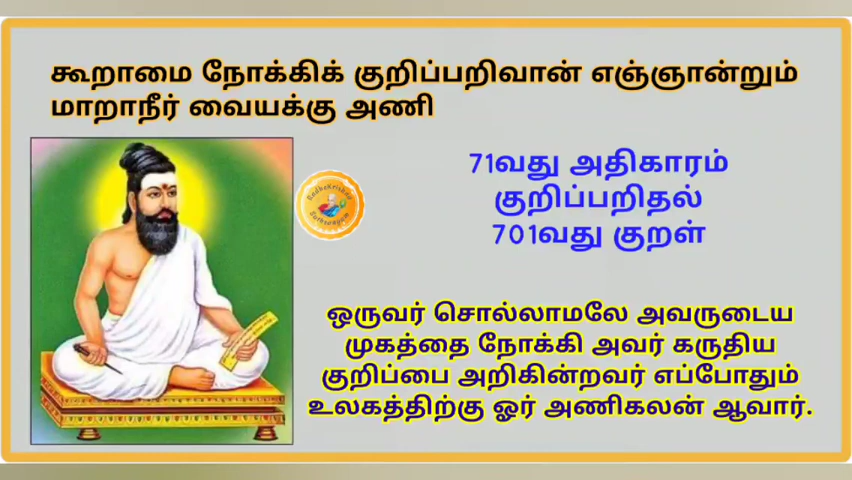 கூறாமை நோக்கிக் குறிப்பறிவான் எஞ்ஞான்றும்
மாறாநீர் வையக்கு அணி
71வது அதிகாரம்
குறிப்பறிதல்
701வது குறள்
ஒருவர் சொல்லாமலே அவருடைய
முகத்தை நோக்கி அவர் கருதிய
குறிப்பை அறிகின்றவர் எப்போதும்
உலகத்திற்கு ஓர் அணிகலன் ஆவார்.